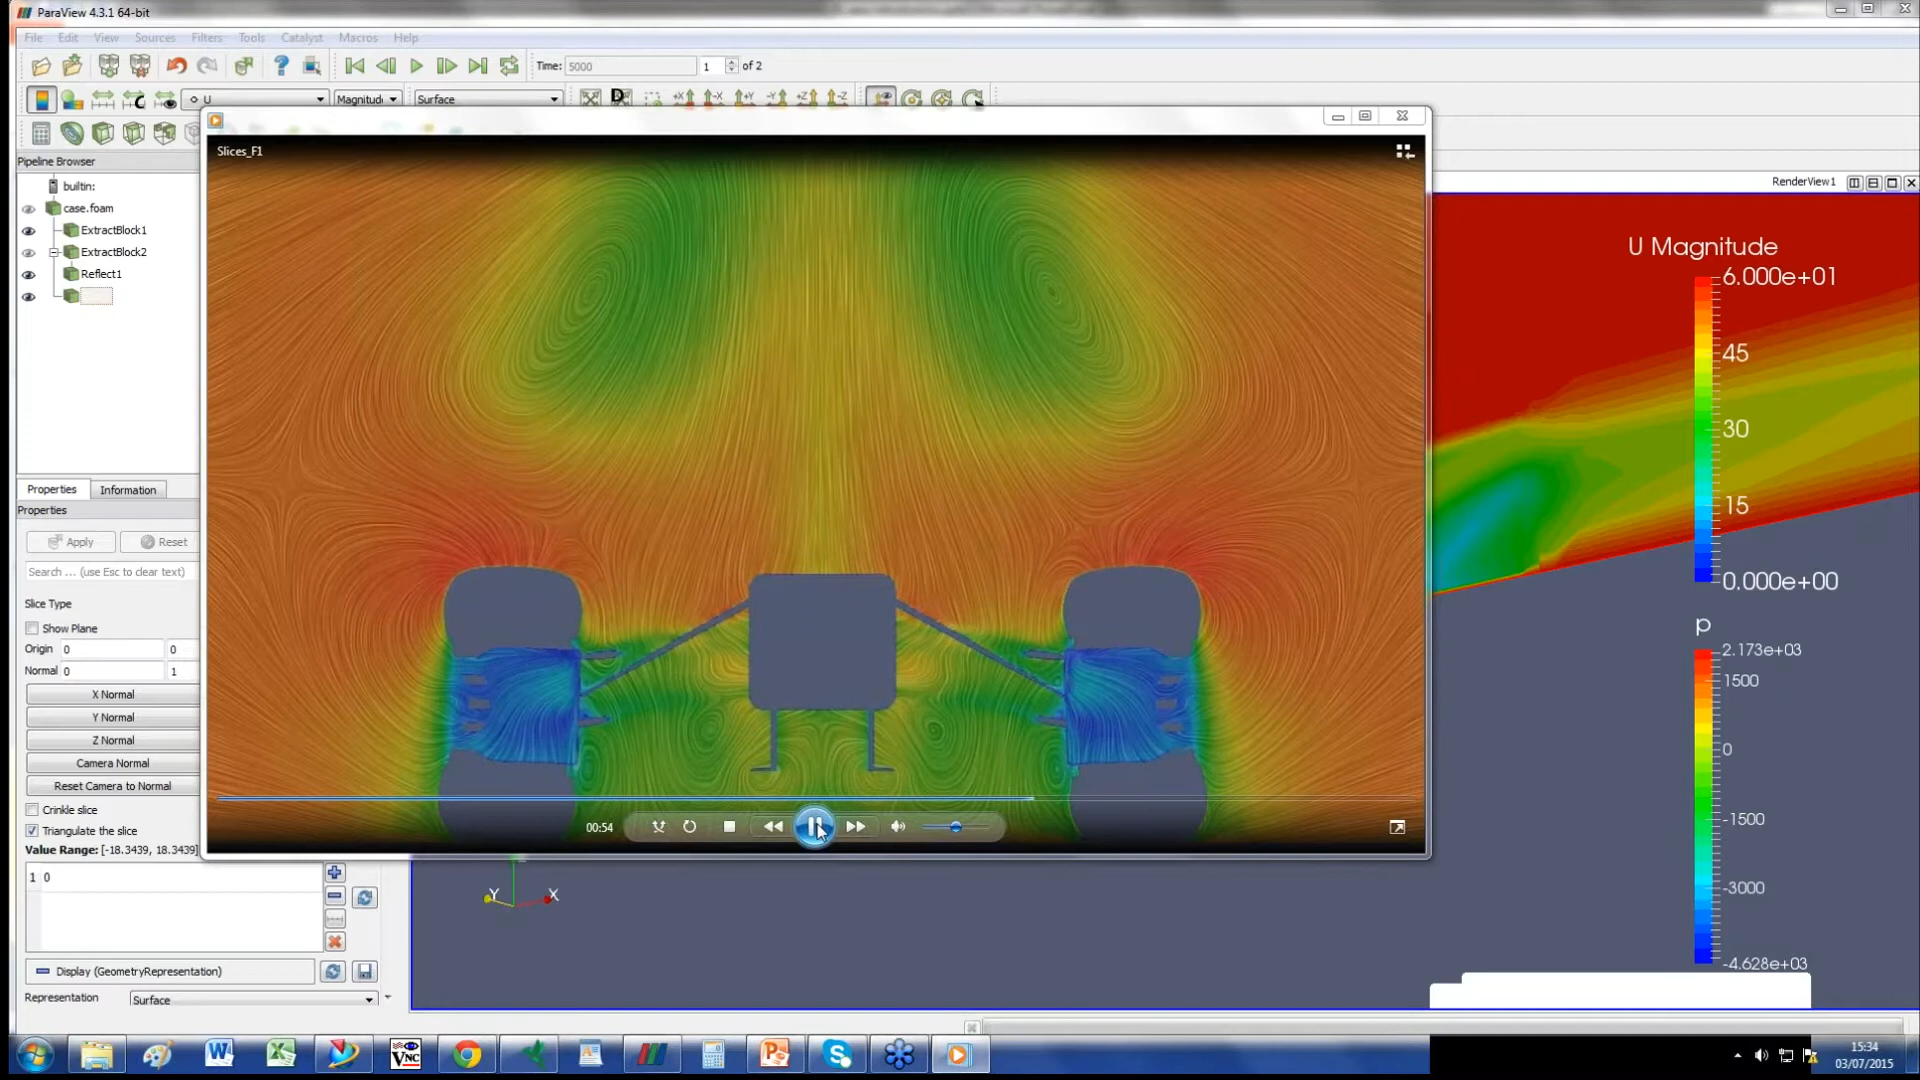 ParaView 4.3.1 64-bit
File Edit View Sources Filters Tools Catalyst Macros Help
Time: 5000 1 of 2
U Magnitud Surface
+X -X +Y -Y +Z -Z
Pipeline Browser
builtin:
case.foam
ExtractBlock1
ExtractBlock2
Reflect1
Slices_F1
RenderView1
U Magnitude
6.000e+01
45
30
15
0.000e+00
p
2.173e+03
1500
0
-1500
-3000
-4.628e+03
Properties Information
Properties
Apply Reset
Search ... (use Esc to clear text)
Slice Type
Show Plane
Origin 0 0
Normal 0 1
X Normal
Y Normal
Z Normal
Camera Normal
Reset Camera to Normal
Crinkle slice
Triangulate the slice
Value Range: [-18.3439, 18.3439]
1 0
Display (GeometryRepresentation)
Representation Surface
00:54
Y X
VNC
15:34
03/07/2015